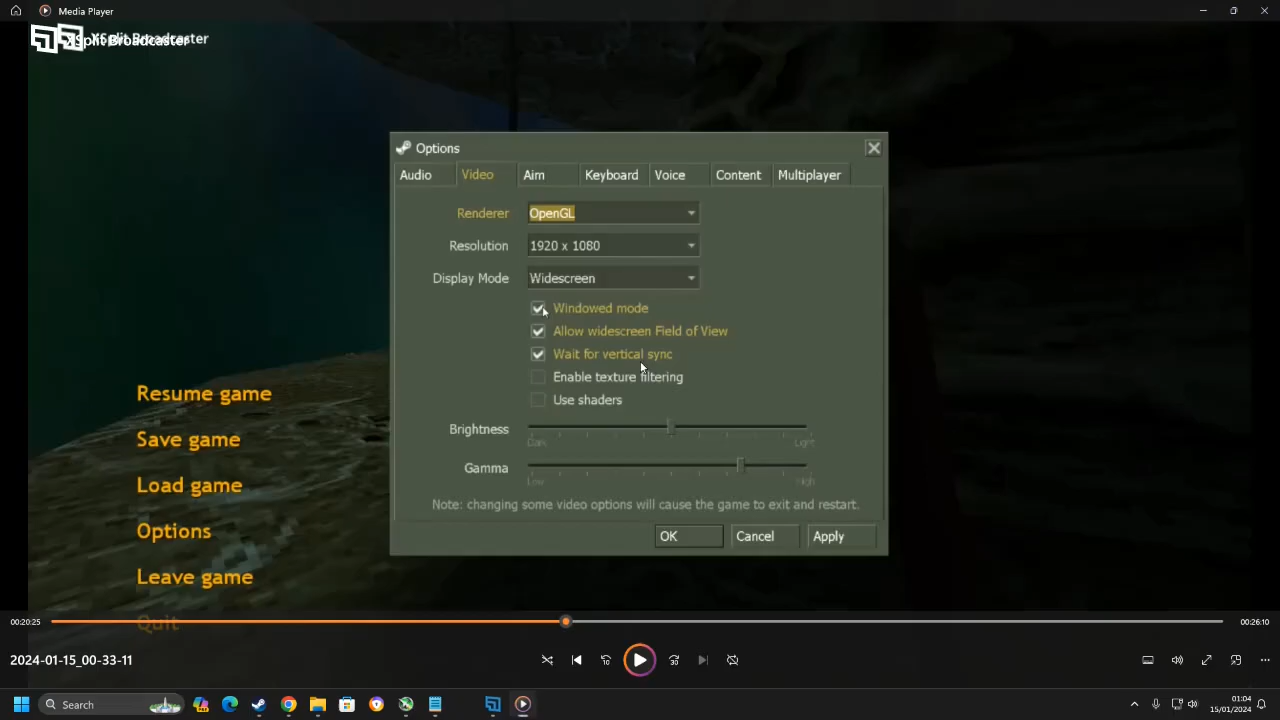 Media Player
XSplit Broadcaster
XSplit Broadcaster
Options
Audio Video Aim Keyboard Voice Content Multiplayer
Renderer OpenGL
Resolution 1920 x 1080
Display Mode Widescreen
Windowed mode
Allow widescreen Field of View
Wait for vertical sync
Enable texture filtering
Use shaders
Brightness
Dark Light
Gamma
Low High
Note: changing some video options will cause the game to exit and restart.
OK Cancel Apply
Resume game
Save game
Load game
Options
Leave game
Quit
00:20:25 00:26:10
2024-01-15_00-33-11
10 30
Search
01:04
15/01/2024